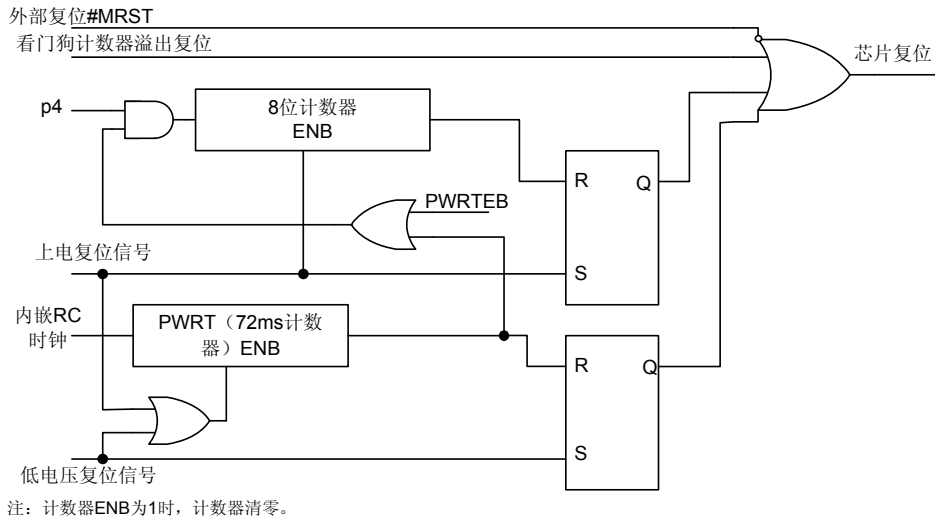 外部复位#MRST
看门狗计数器溢出复位
芯片复位
p4
8位计数器
ENB
R
Q
PWRTEB
上电复位信号
S
内嵌RC
时钟
PWRT（72ms计数
器）ENB
R
Q
S
低电压复位信号
注：计数器ENB为1时，计数器清零。